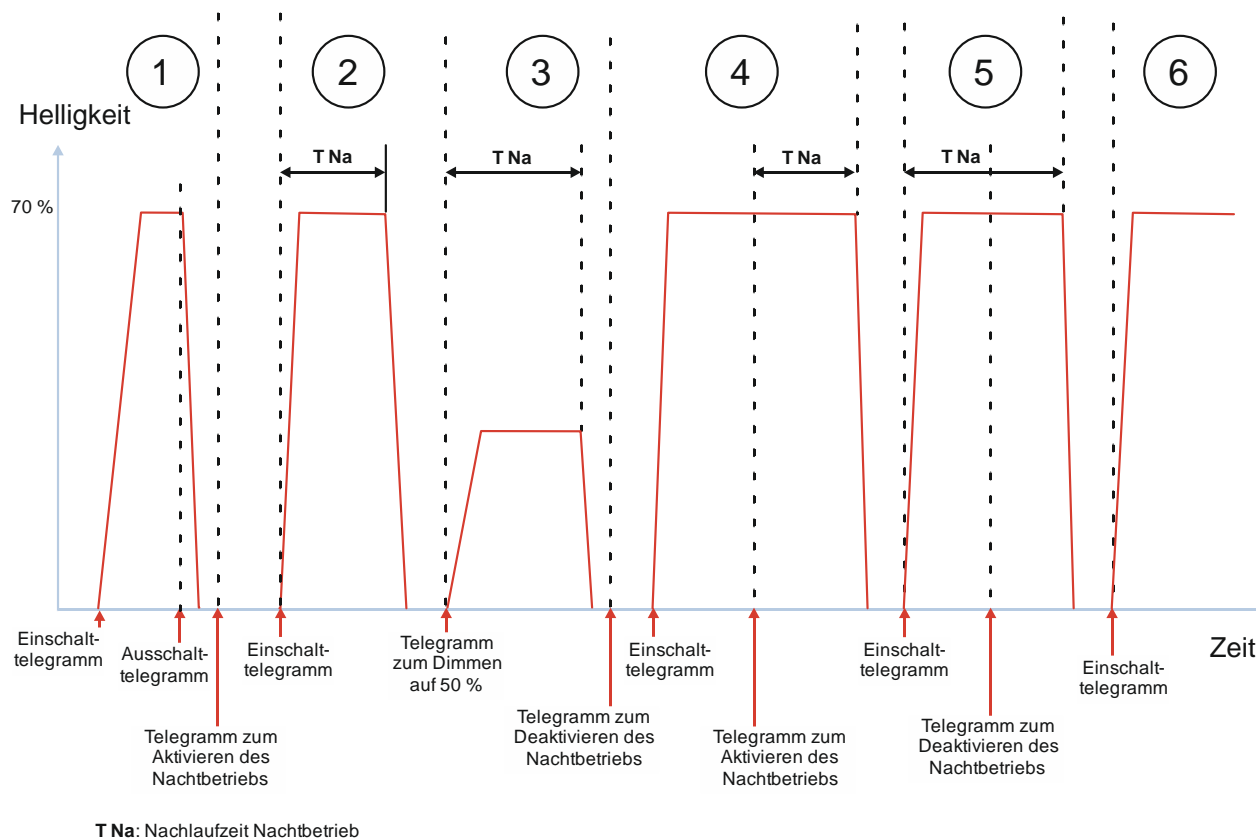 1
2
3
4
5
6
Helligkeit
T Na
T Na
T Na
T Na
70 %
Einschalt-
telegramm
Ausschalt-
telegramm
Einschalt-
telegramm
Telegramm
zum Dimmen
auf 50 %
Einschalt-
telegramm
Einschalt-
telegramm
Einschalt-
telegramm
Zeit
Telegramm zum
Aktivieren des
Nachtbetriebs
Telegramm zum
Deaktivieren des
Nachtbetriebs
Telegramm zum
Aktivieren des
Nachtbetriebs
Telegramm zum
Deaktivieren des
Nachtbetriebs
T Na: Nachlaufzeit Nachtbetrieb